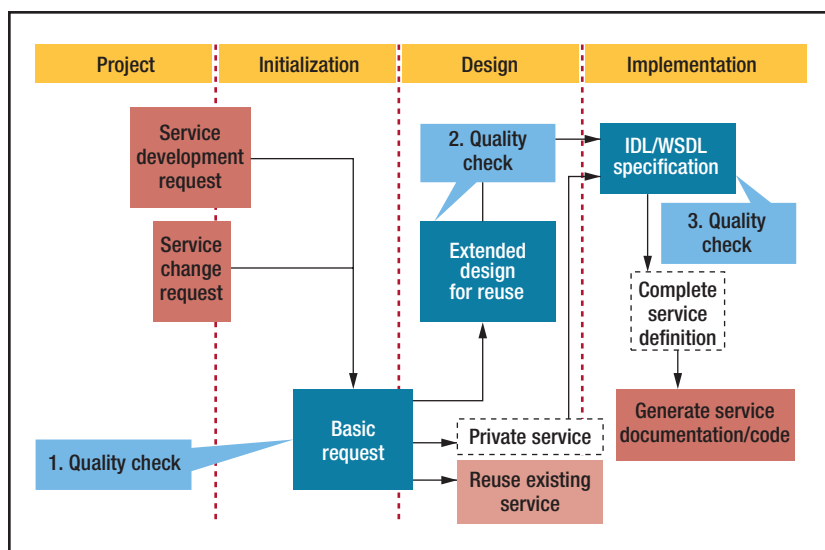 Project
Initialization
Design
Implementation
Service
development
request
Service
change
request
1. Quality check
Basic
request
2. Quality
check
Extended
design
for reuse
Private service
Reuse existing
service
IDL/WSDL
specification
3. Quality
check
Complete
service
definition
Generate service
documentation/code